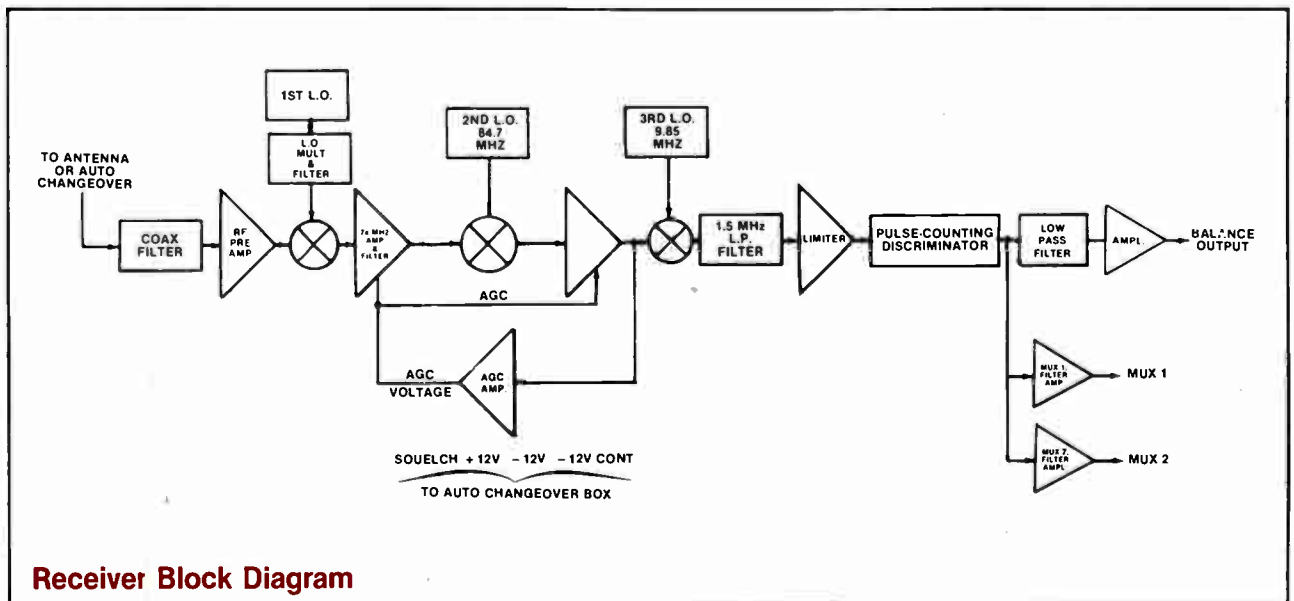 1ST L.O.
L.O
MULT
&
FILTER
2ND L.O.
84.7
MHZ
3RD L.O.
9.85
MHZ
TO ANTENNA
OR AUTO
CHANGEOVER
COAX
FILTER
RF
PRE
AMP
MHZ
AMP
&
FILTER
1.5 MHz
L.P.
FILTER
LIMITER
PULSE-COUNTING
DISCRIMINATOR
LOW
PASS
FILTER
AMPL.
BALANCE
OUTPUT
AGC
AGC
VOLTAGE
AGC
AMP
MUX 1
FILTER
AMP
MUX 1
MUX
FILTER
AMPL
MUX 2
SOUELCH +12V -12V -12V CONT
TO AUTO CHANGEOVER BOX
Receiver Block Diagram